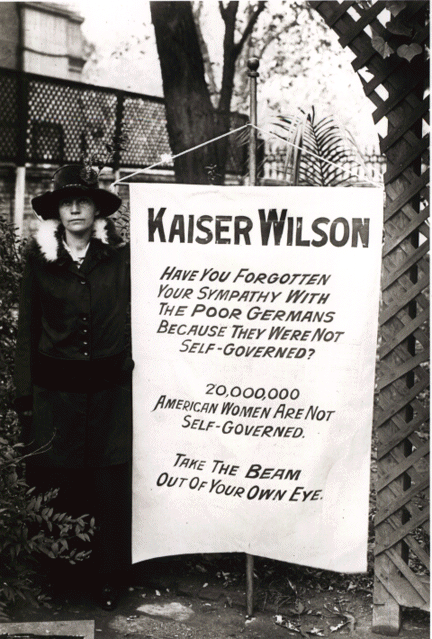 KAISER WILSON
HAVE YOU FORGOTTEN
YOUR SYMPATHY WITH
THE POOR GERMANS
BECAUSE THEY WERE NOT
SELF-GOVERNED?
20,000,000
AMERICAN WOMEN ARE NOT
SELF-GOVERNED.
TAKE THE BEAM
OUT OF YOUR OWN EYE.